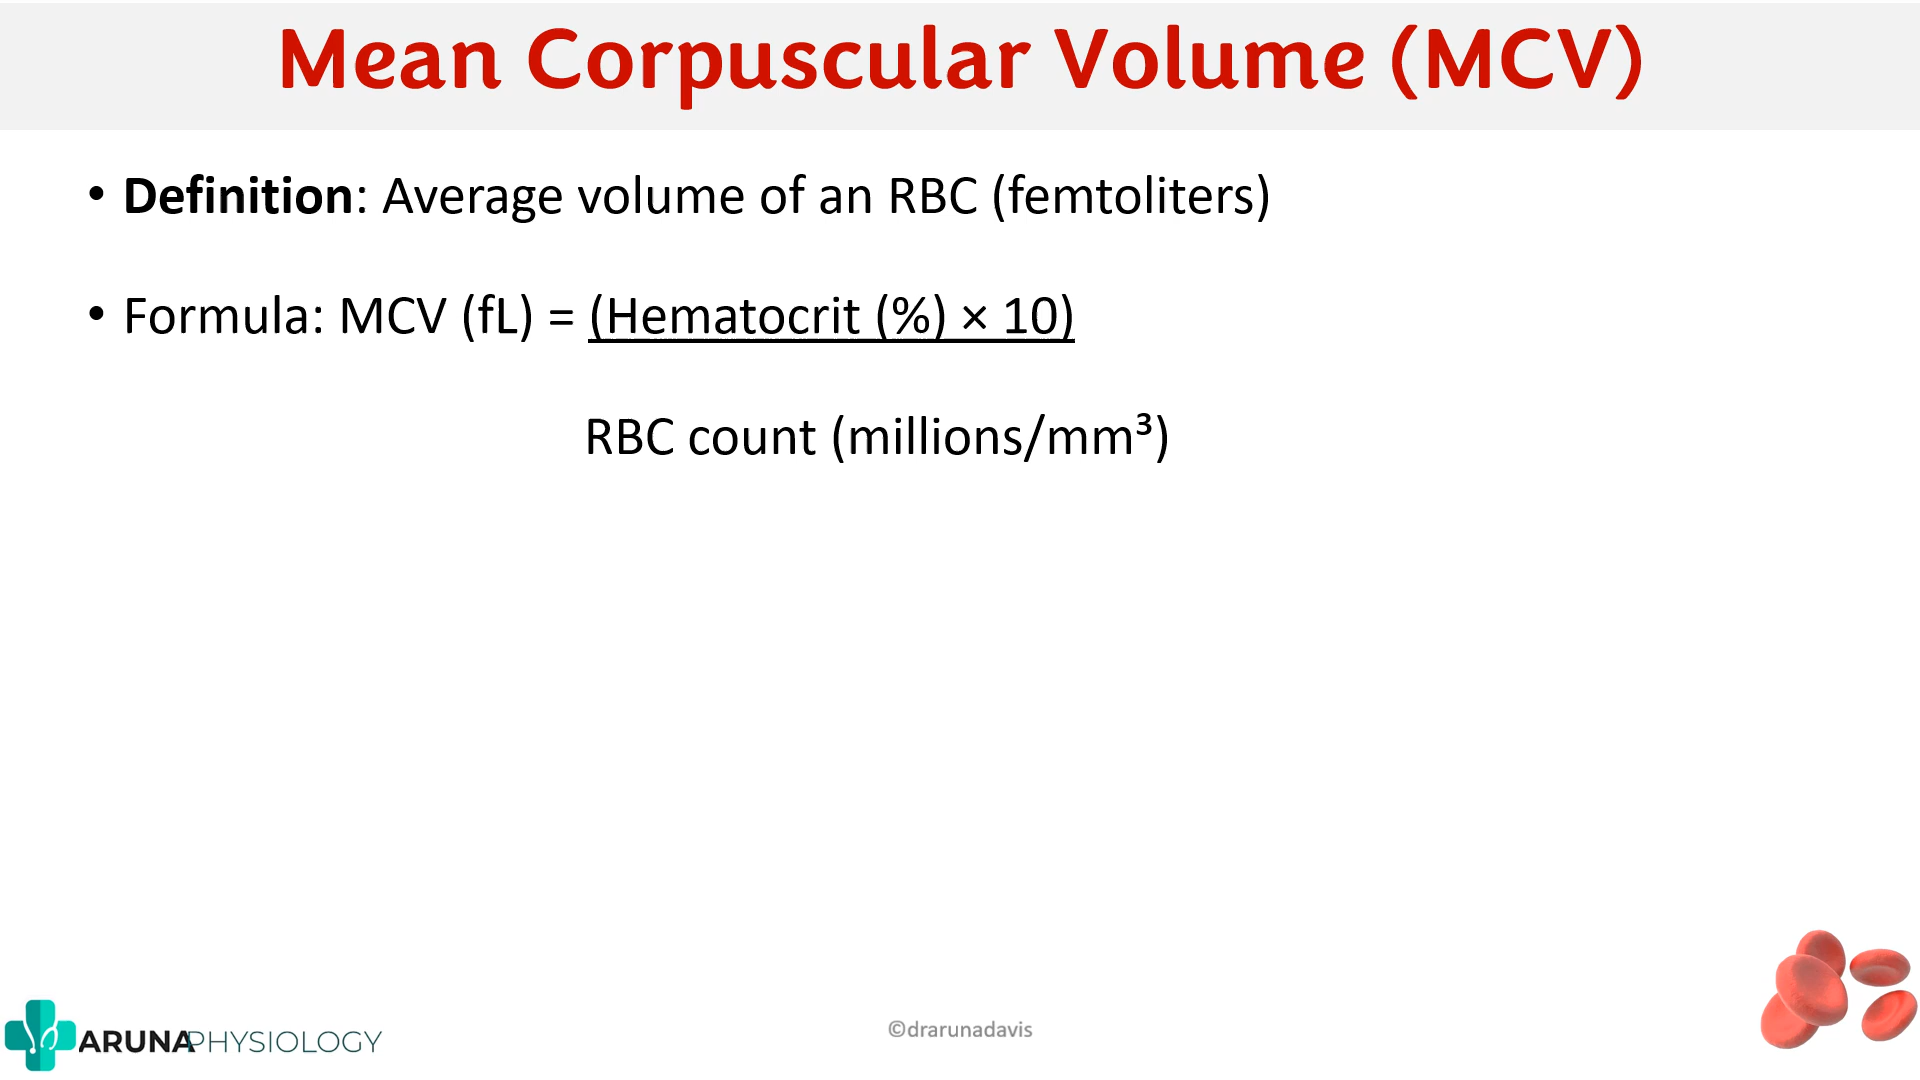 Mean Corpuscular Volume (MCV)
• Definition: Average volume of an RBC (femtoliters)
• Formula: MCV (fL) = (Hematocrit (%) × 10)
RBC count (millions/mm³)
ARUNAPHYSIOLOGY
©drarunadavis